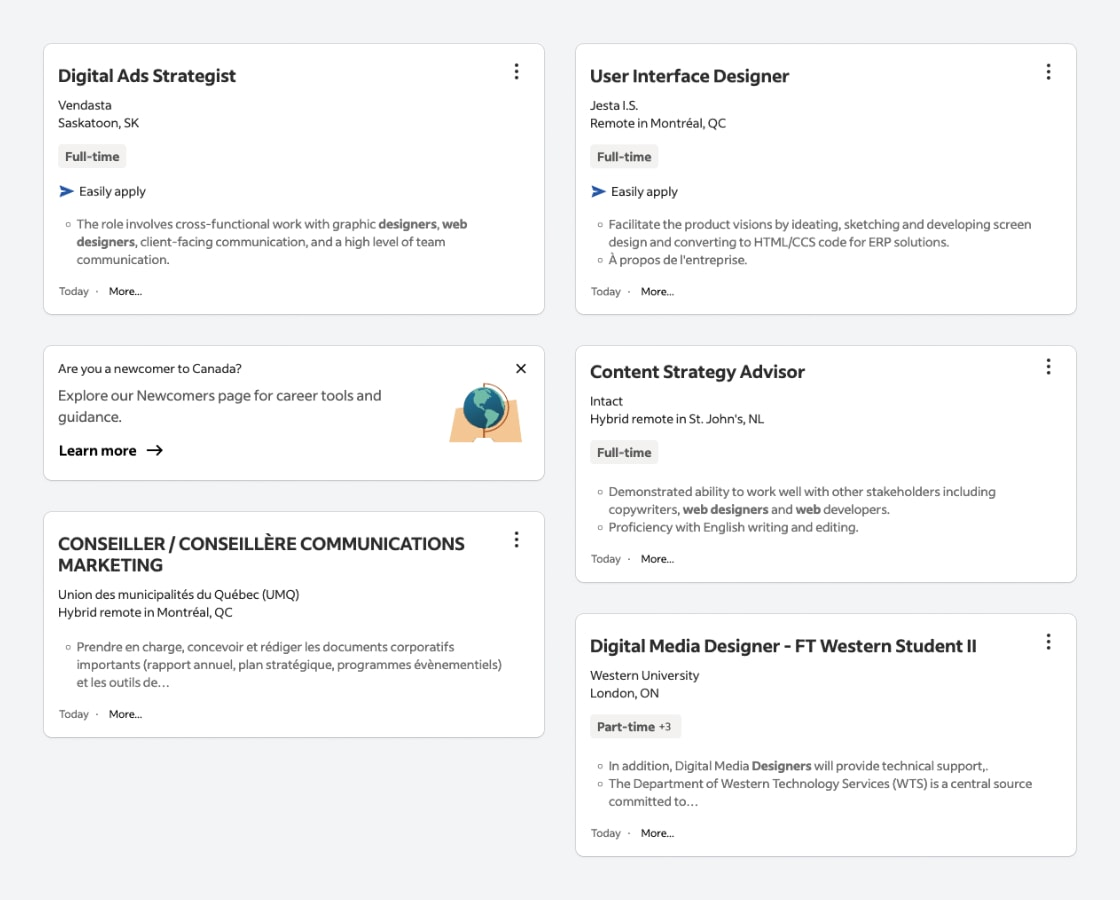 Digital Ads Strategist
Vendasta
Saskatoon, SK
Full-time
Easily apply
The role involves cross-functional work with graphic designers, web
designers, client-facing communication, and a high level of team
communication.
Today · More...
Are you a newcomer to Canada?
Explore our Newcomers page for career tools and
guidance.
Learn more
CONSEILLER / CONSEILLÈRE COMMUNICATIONS
MARKETING
Union des municipalités du Québec (UMQ)
Hybrid remote in Montréal, QC
Prendre en charge, concevoir et rédiger les documents corporatifs
importants (rapport annuel, plan stratégique, programmes évènementiels)
et les outils de…
Today · More...
User Interface Designer
Jesta I.S.
Remote in Montréal, QC
Full-time
Easily apply
Facilitate the product visions by ideating, sketching and developing screen
design and converting to HTML/CCS code for ERP solutions.
À propos de l'entreprise.
Today · More...
Content Strategy Advisor
Intact
Hybrid remote in St. John's, NL
Full-time
Demonstrated ability to work well with other stakeholders including
copywriters, web designers and web developers.
Proficiency with English writing and editing.
Today · More...
Digital Media Designer - FT Western Student II
Western University
London, ON
Part-time +3
In addition, Digital Media Designers will provide technical support,.
The Department of Western Technology Services (WTS) is a central source
committed to…
Today · More...